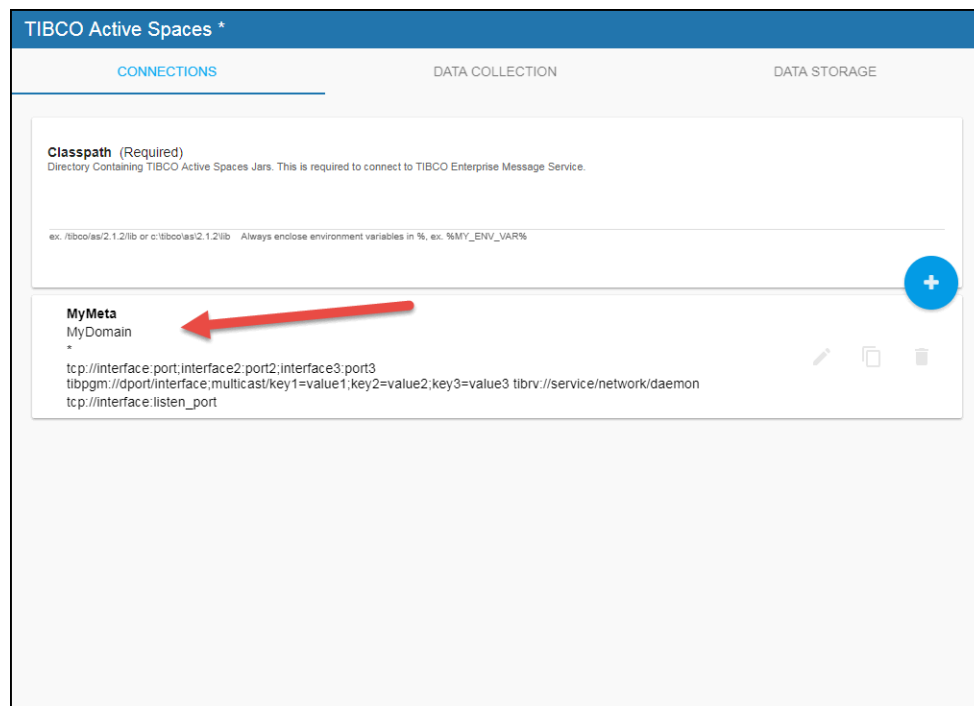 TIBCO Active Spaces *
CONNECTIONS DATA COLLECTION DATA STORAGE
Classpath (Required)
Directory Containing TIBCO Active Spaces Jars. This is required to connect to TIBCO Enterprise Message Service.
ex. /tibco/as/2.1.2/lib or c:\tibco\as\2.1.2\lib Always enclose environment variables in %, ex. %MY_ENV_VAR%
MyMeta
MyDomain
*
tcp://interface:port;interface2:port2;interface3:port3
tibpgm://dport/interface;multicast/key1=value1;key2=value2;key3=value3 tibrv://service/network/daemon
tcp://interface:listen_port